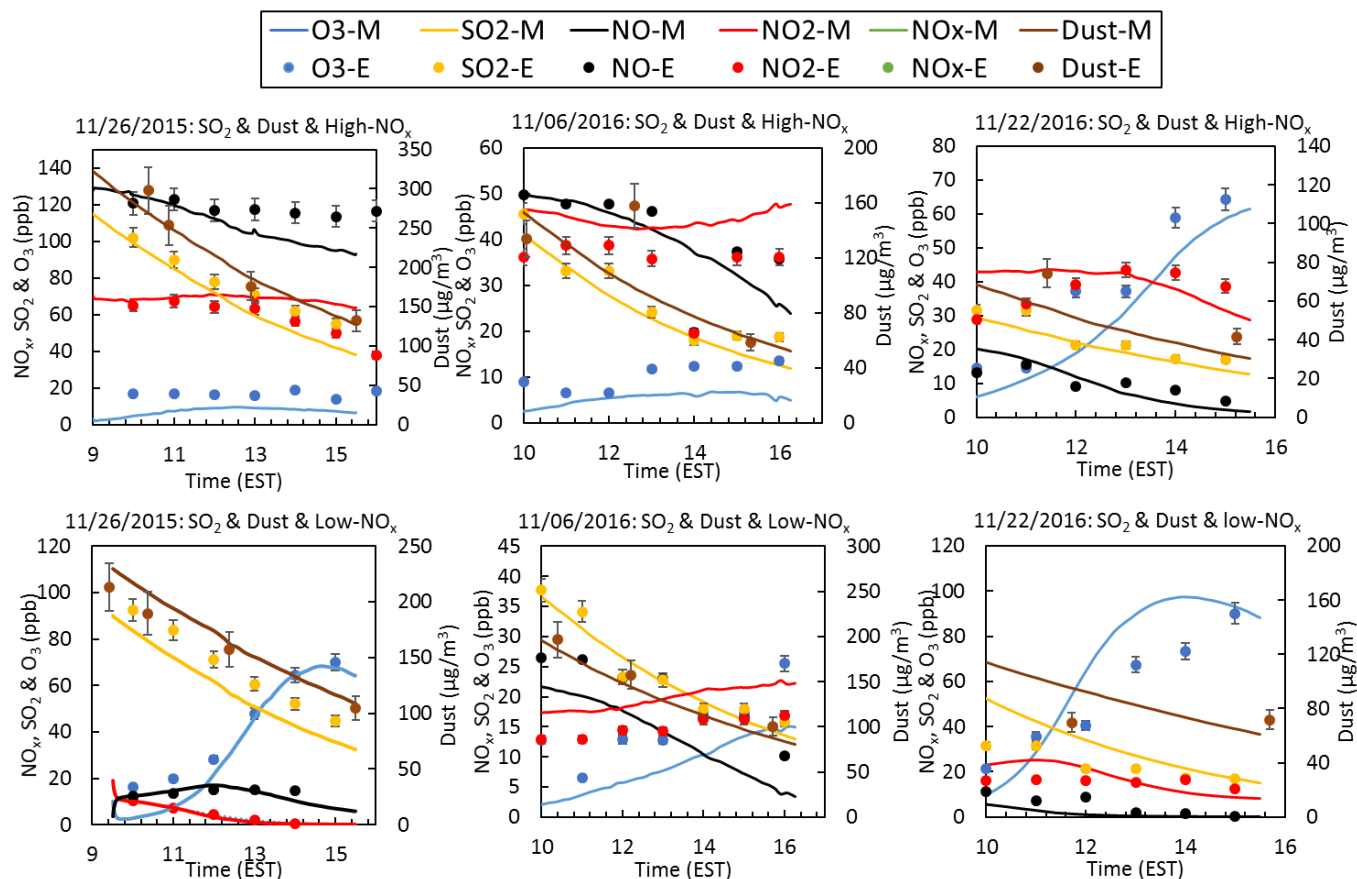 O3-M SO2-M NO-M NO2-M NOx-M Dust-M
O3-E SO2-E NO-E NO2-E NOx-E Dust-E
11/26/2015: SO₂ & Dust & High-NOₓ
NOₓ, SO₂ & O₃ (ppb)
140
120
100
80
60
40
20
0
350
300
250
200
150
100
50
0
Dust (µg/m³)
9 11 13 15
Time (EST)
11/06/2016: SO₂ & Dust & High-NOₓ
NOₓ, SO₂ & O₃ (ppb)
60
50
40
30
20
10
0
200
160
120
80
40
0
Dust (µg/m³)
10 12 14 16
Time (EST)
11/22/2016: SO₂ & Dust & High-NOₓ
NOₓ, SO₂ & O₃ (ppb)
80
70
60
50
40
30
20
10
0
140
120
100
80
60
40
20
0
Dust (µg/m³)
10 12 14 16
Time (EST)
11/26/2015: SO₂ & Dust & Low-NOₓ
NOₓ, SO₂ & O₃ (ppb)
120
100
80
60
40
20
0
250
200
150
100
50
0
Dust (µg/m³)
9 11 13 15
Time (EST)
11/06/2016: SO₂ & Dust & Low-NOₓ
NOₓ, SO₂ & O₃ (ppb)
45
40
35
30
25
20
15
10
5
0
300
250
200
150
100
50
0
Dust (µg/m³)
10 12 14 16
Time (EST)
11/22/2016: SO₂ & Dust & low-NOₓ
NOₓ, SO₂ & O₃ (ppb)
120
100
80
60
40
20
0
200
160
120
80
40
0
Dust (µg/m³)
10 12 14 16
Time (EST)